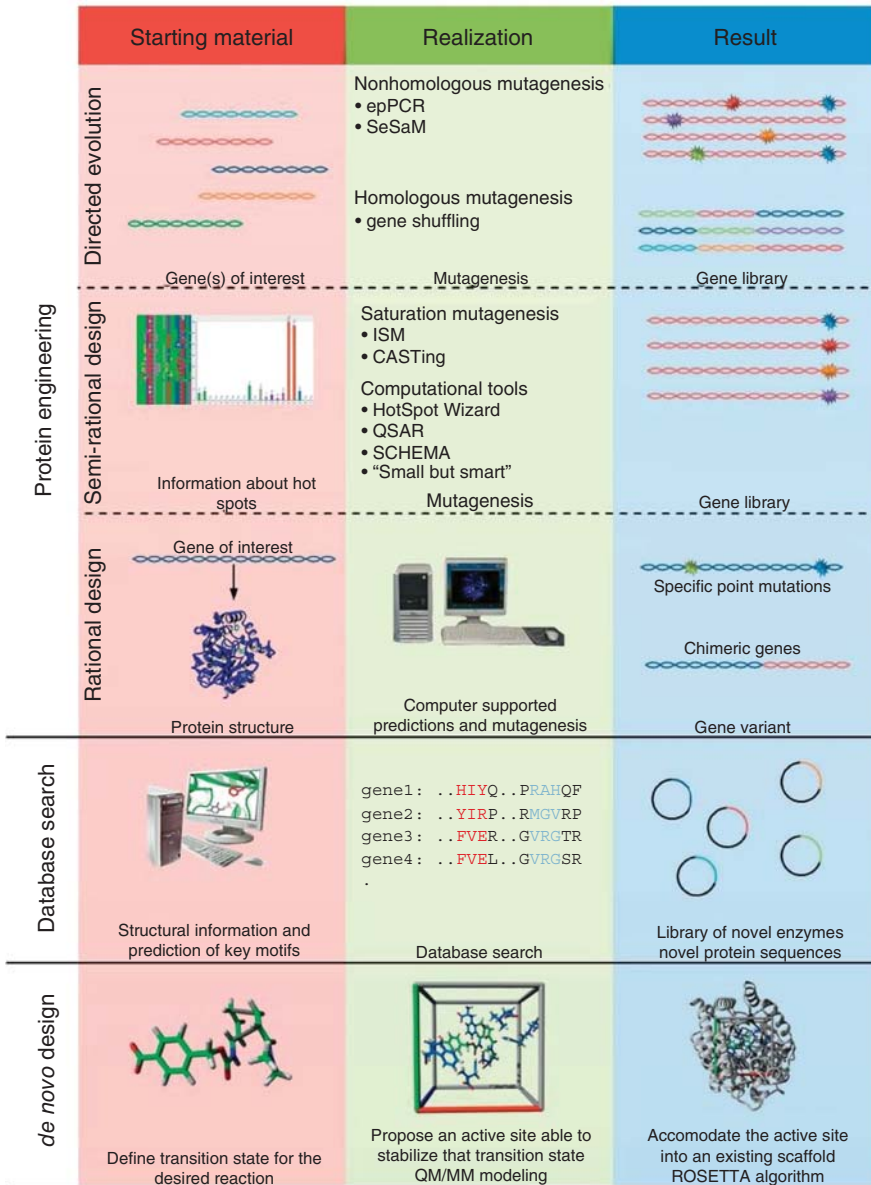 Starting material
Realization
Result
Protein engineering
Directed evolution
Gene(s) of interest
Nonhomologous mutagenesis
• epPCR
• SeSaM
Homologous mutagenesis
• gene shuffling
Mutagenesis
Gene library
Semi-rational design
Information about hot
spots
Saturation mutagenesis
• ISM
• CASTing
Computational tools
• HotSpot Wizard
• QSAR
• SCHEMA
• “Small but smart”
Mutagenesis
Gene library
Rational design
Gene of interest
Protein structure
Computer supported
predictions and mutagenesis
Specific point mutations
Chimeric genes
Gene variant
Database search
Structural information and
prediction of key motifs
gene1: ..HIYQ..PRAHQF
gene2: ..YIRP..RMGVRP
gene3: ..FVER..GVRGTR
gene4: ..FVEL..GVRGSR
.
Database search
Library of novel enzymes
novel protein sequences
de novo design
Define transition state for the
desired reaction
Propose an active site able to
stabilize that transition state
QM/MM modeling
Accomodate the active site
into an existing scaffold
ROSETTA algorithm